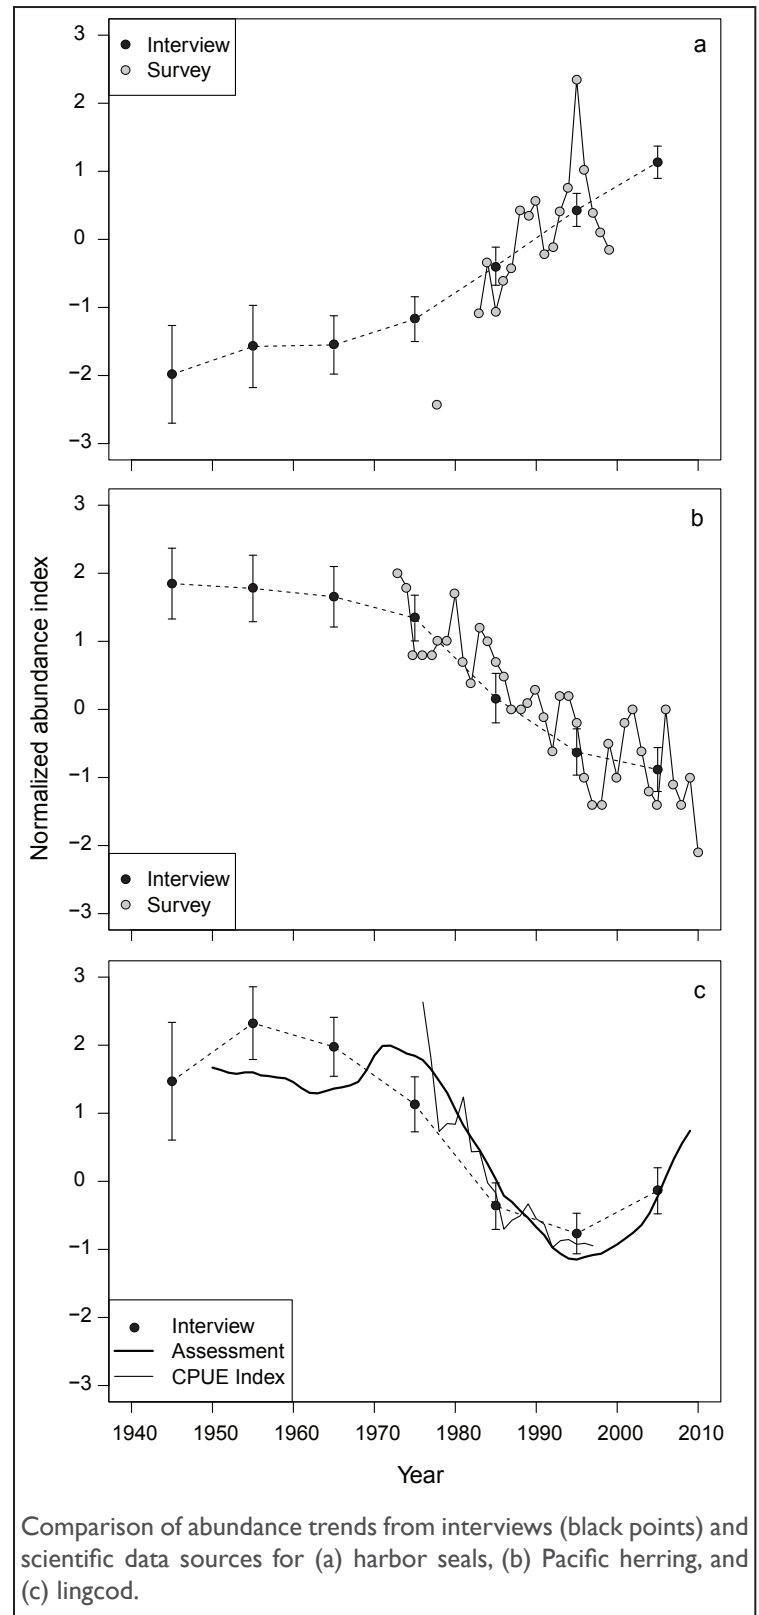 3
Interview
a
Survey
2
1
0
−1
−2
−3
3
b
2
1
0
−1
−2
Interview
Survey
−3
Normalized abundance index
3
c
2
1
0
−1
−2
Interview
Assessment
CPUE Index
−3
1940 1950 1960 1970 1980 1990 2000 2010
Year
Comparison of abundance trends from interviews (black points) and
scientific data sources for (a) harbor seals, (b) Pacific herring, and
(c) lingcod.